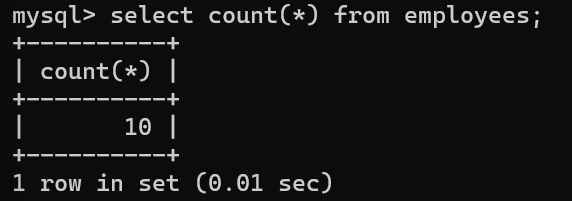 mysql> select count(*) from employees;
+----------+
| count(*) |
+----------+
|       10 |
+----------+
1 row in set (0.01 sec)